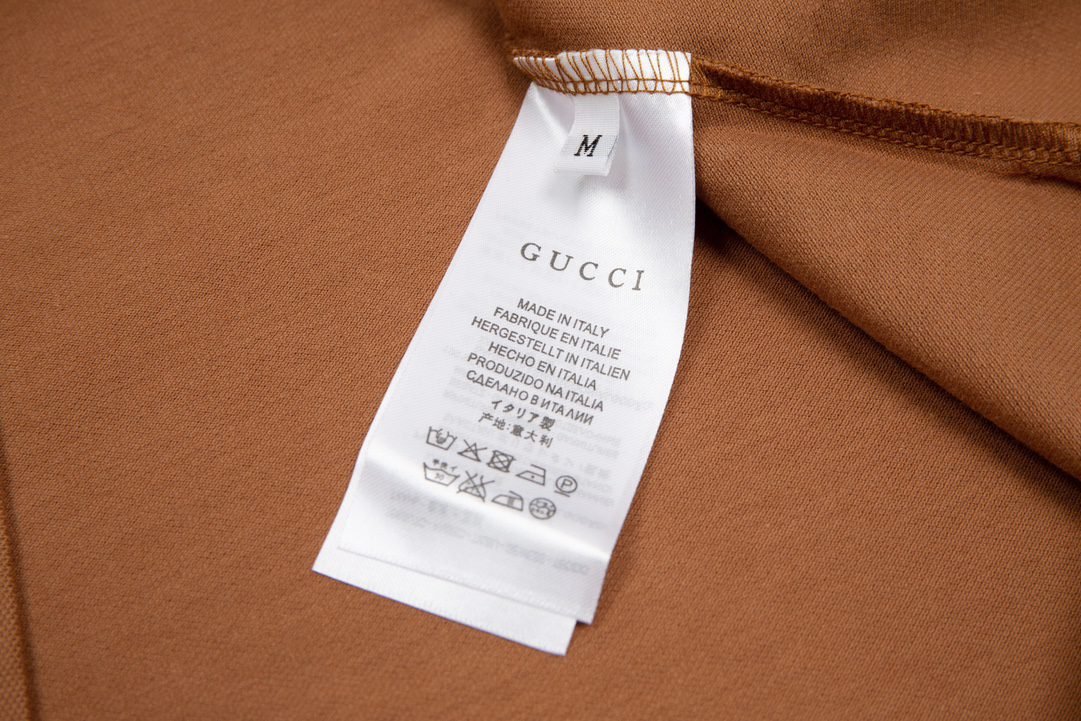 M
GUCCI
MADE IN ITALY
FABRIQUE EN ITALIE
HERGESTELLT IN ITALIEN
HECHO EN ITALIA
PRODUZIDO NA ITALIA
СДЕЛАНО В ИТАЛИИ
イタリア製
产地:意大利
P
30